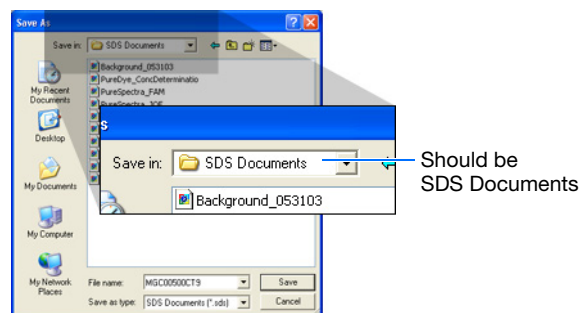 Save As
Save in: SDS Documents
Background_053103
PureDye_ConcDeterminatio
PureSpectra_FAM
PureSpectra_JOE
My Recent
Documents
Desktop
My Documents
My Computer
My Network
Places
s
Save in: SDS Documents
Background_053103
Should be
SDS Documents
File name: MGC00500CT9 Save
Save as type: SDS Documents (*.sds) Cancel